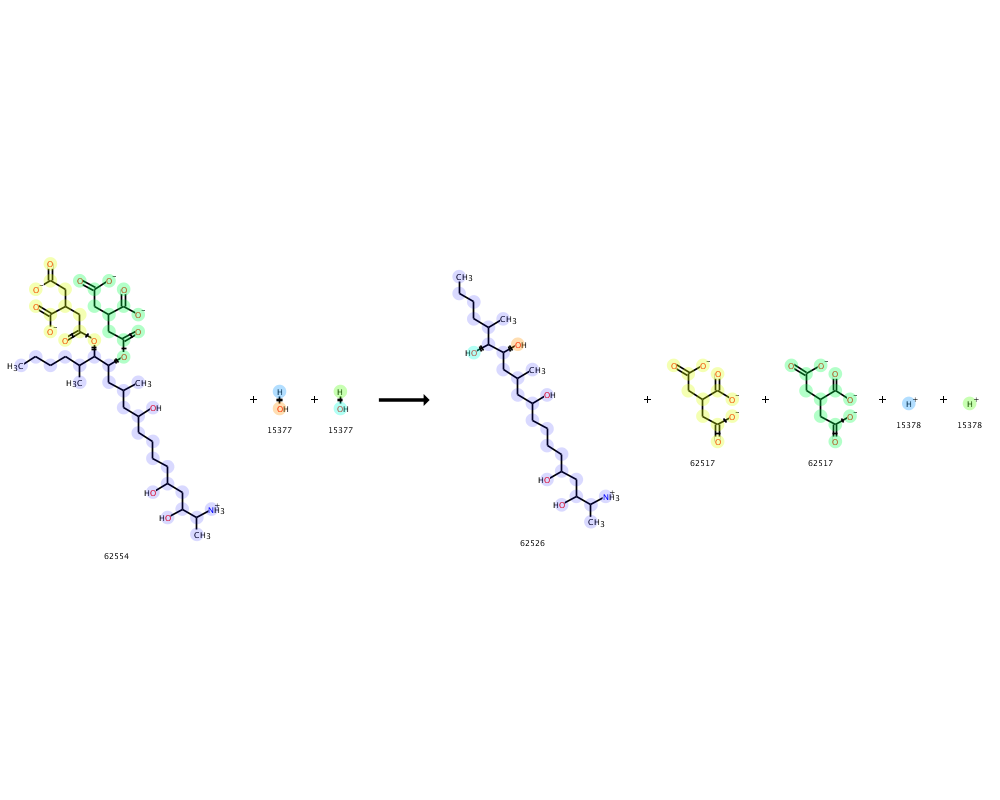 O O O⁻
O⁻ O O
O O⁻ O
O O O
H₃C H₃C CH₃ OH
HO HO NH₃⁺
CH₃
62554
+ H OH 15377
+ H OH 15377
CH₃
CH₃
HO OH
CH₃
OH
HO
HO NH₃⁺
CH₃
62526
+ O O⁻ O O⁻ O⁻ O
62517
+ O O⁻ O O⁻ O⁻ O
62517
+ H⁺
15378
+ H⁺
15378